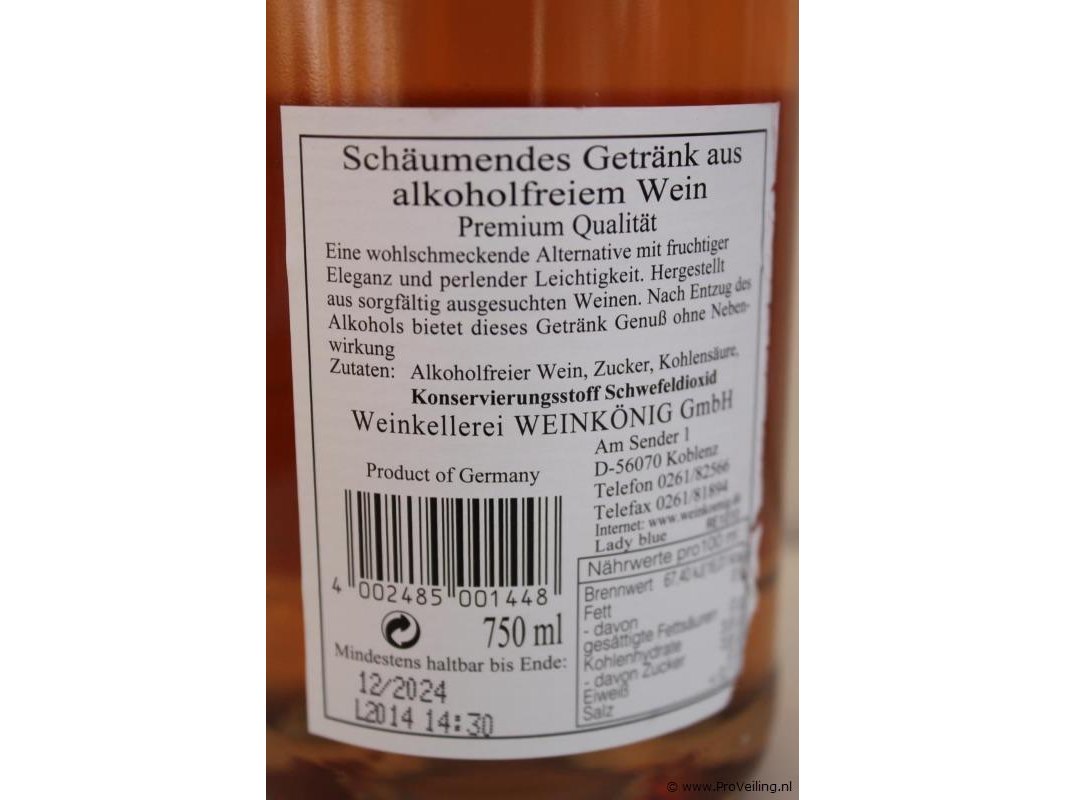 Schäumendes Getränk aus
alkoholfreiem Wein
Premium Qualität
Eine wohlschmeckende Alternative mit fruchtiger
Eleganz und perlender Leichtigkeit. Hergestellt
aus sorgfältig ausgesuchten Weinen. Nach Entzug des
Alkohols bietet dieses Getränk Genuß ohne Neben-
wirkung
Zutaten: Alkoholfreier Wein, Zucker, Kohlensäure,
Konservierungsstoff Schwefeldioxid
Weinkellerei WEINKÖNIG GmbH
Am Sender 1
D-56070 Koblenz
Telefon 0261/82566
Telefax 0261/81894
Internet: www.weinkoenig.de
Lady blue
Product of Germany
4 002485 001448
750 ml
Mindestens haltbar bis Ende:
12/2024
L2014 14:30
Nährwerte pro 100 ml
Brennwert
Fett
- davon
gesättigte Fettsäuren
Kohlenhydrate
- davon Zucker
Eiweiß
Salz
© www.ProVeiling.nl